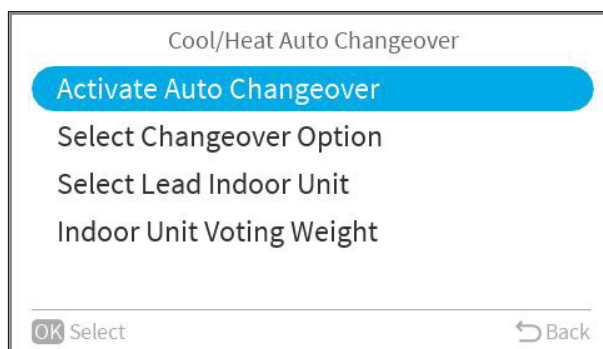 Cool/Heat Auto Changeover
Activate Auto Changeover
Select Changeover Option
Select Lead Indoor Unit
Indoor Unit Voting Weight
OK Select Back